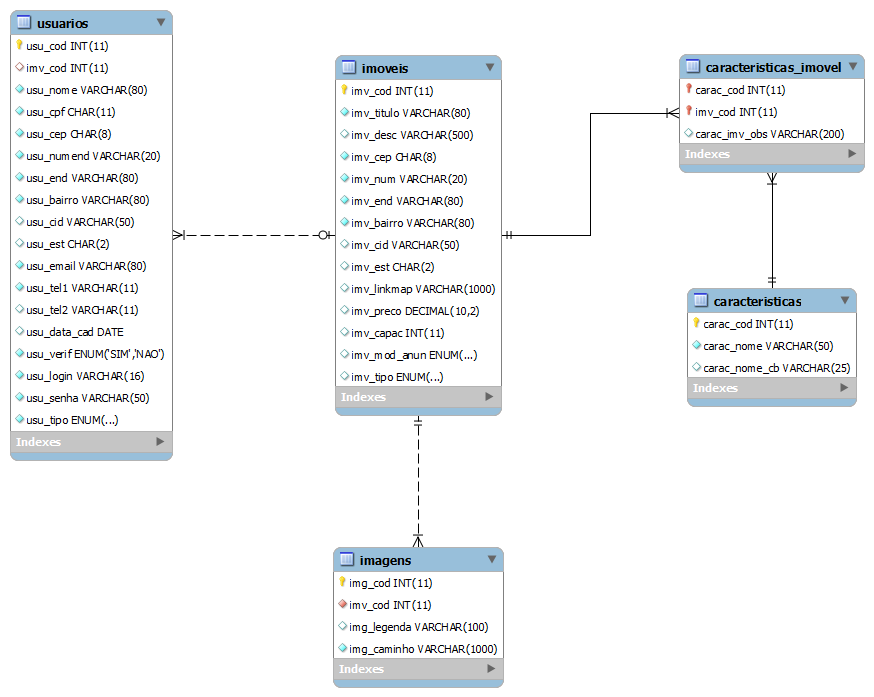 usuarios
usu_cod INT(11)
imv_cod INT(11)
usu_nome VARCHAR(80)
usu_cpf CHAR(11)
usu_cep CHAR(8)
usu_numend VARCHAR(20)
usu_end VARCHAR(80)
usu_bairro VARCHAR(80)
usu_cid VARCHAR(50)
usu_est CHAR(2)
usu_email VARCHAR(80)
usu_tel1 VARCHAR(11)
usu_tel2 VARCHAR(11)
usu_data_cad DATE
usu_verif ENUM('SIM','NAO')
usu_login VARCHAR(16)
usu_senha VARCHAR(50)
usu_tipo ENUM(...)
Indexes
imoveis
imv_cod INT(11)
imv_titulo VARCHAR(80)
imv_desc VARCHAR(500)
imv_cep CHAR(8)
imv_num VARCHAR(20)
imv_end VARCHAR(80)
imv_bairro VARCHAR(80)
imv_cid VARCHAR(50)
imv_est CHAR(2)
imv_linkmap VARCHAR(1000)
imv_preco DECIMAL(10,2)
imv_capac INT(11)
imv_mod_anun ENUM(...)
imv_tipo ENUM(...)
Indexes
caracteristicas_imovel
carac_cod INT(11)
imv_cod INT(11)
carac_imv_obs VARCHAR(200)
Indexes
caracteristicas
carac_cod INT(11)
carac_nome VARCHAR(50)
carac_nome_cb VARCHAR(25)
Indexes
imagens
img_cod INT(11)
imv_cod INT(11)
img_legenda VARCHAR(100)
img_caminho VARCHAR(1000)
Indexes